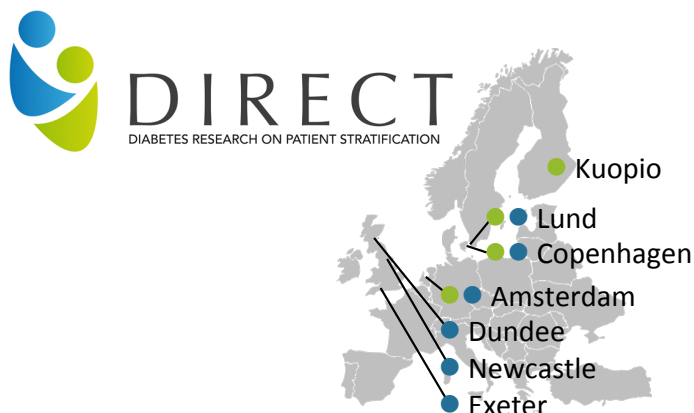 DIRECT
DIABETES RESEARCH ON PATIENT STRATIFICATION
Kuopio
Lund
Copenhagen
Amsterdam
Dundee
Newcastle
Exeter